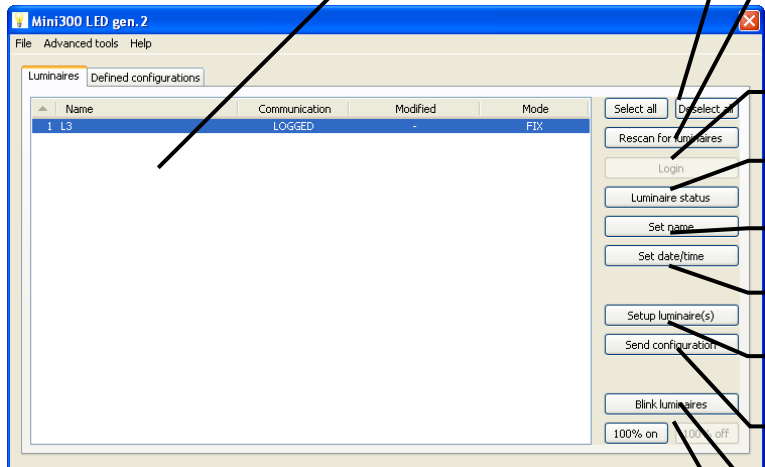 Mini300 LED gen.2
File Advanced tools Help
Luminaires Defined configurations
Name Communication Modified Mode
1 L3 LOGGED - FIX
Select all Deselect all
Rescan for luminaires
Login
Luminaire status
Set name
Set date/time
Setup luminaire(s)
Send configuration
Blink luminaires
100% on 100% off